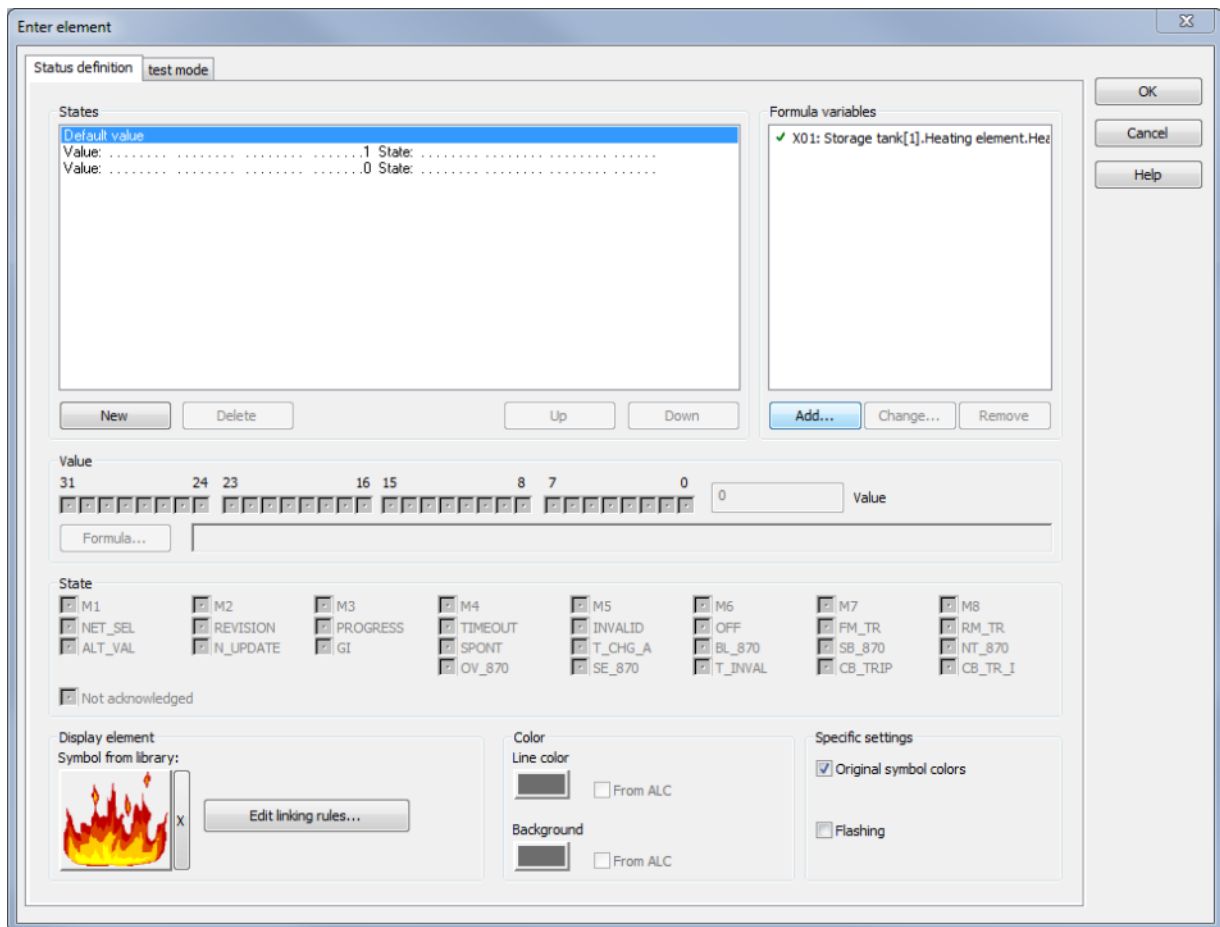 Enter element
Status definition test mode
OK
Cancel
Help
States
Default value
Value: ........ ........ ........ .......1 State: ........ ........ ........ ......
Value: ........ ........ ........ .......0 State: ........ ........ ........ ......
Formula variables
X01: Storage tank[1].Heating element.Hea
New Delete Up Down
Add... Change... Remove
Value
31 24 23 16 15 8 7 0
0 Value
Formula...
State
M1 M2 M3 M4 M5 M6 M7 M8
NET_SEL REVISION PROGRESS TIMEOUT INVALID OFF FM_TR RM_TR
ALT_VAL N_UPDATE GI SPONT T_CHG_A BL_870 SB_870 NT_870
OV_870 SE_870 T_INVAL CB_TRIP CB_TR_I
Not acknowledged
Display element
Symbol from library:
X
Edit linking rules...
Color
Line color
From ALC
Background
From ALC
Specific settings
Original symbol colors
Flashing